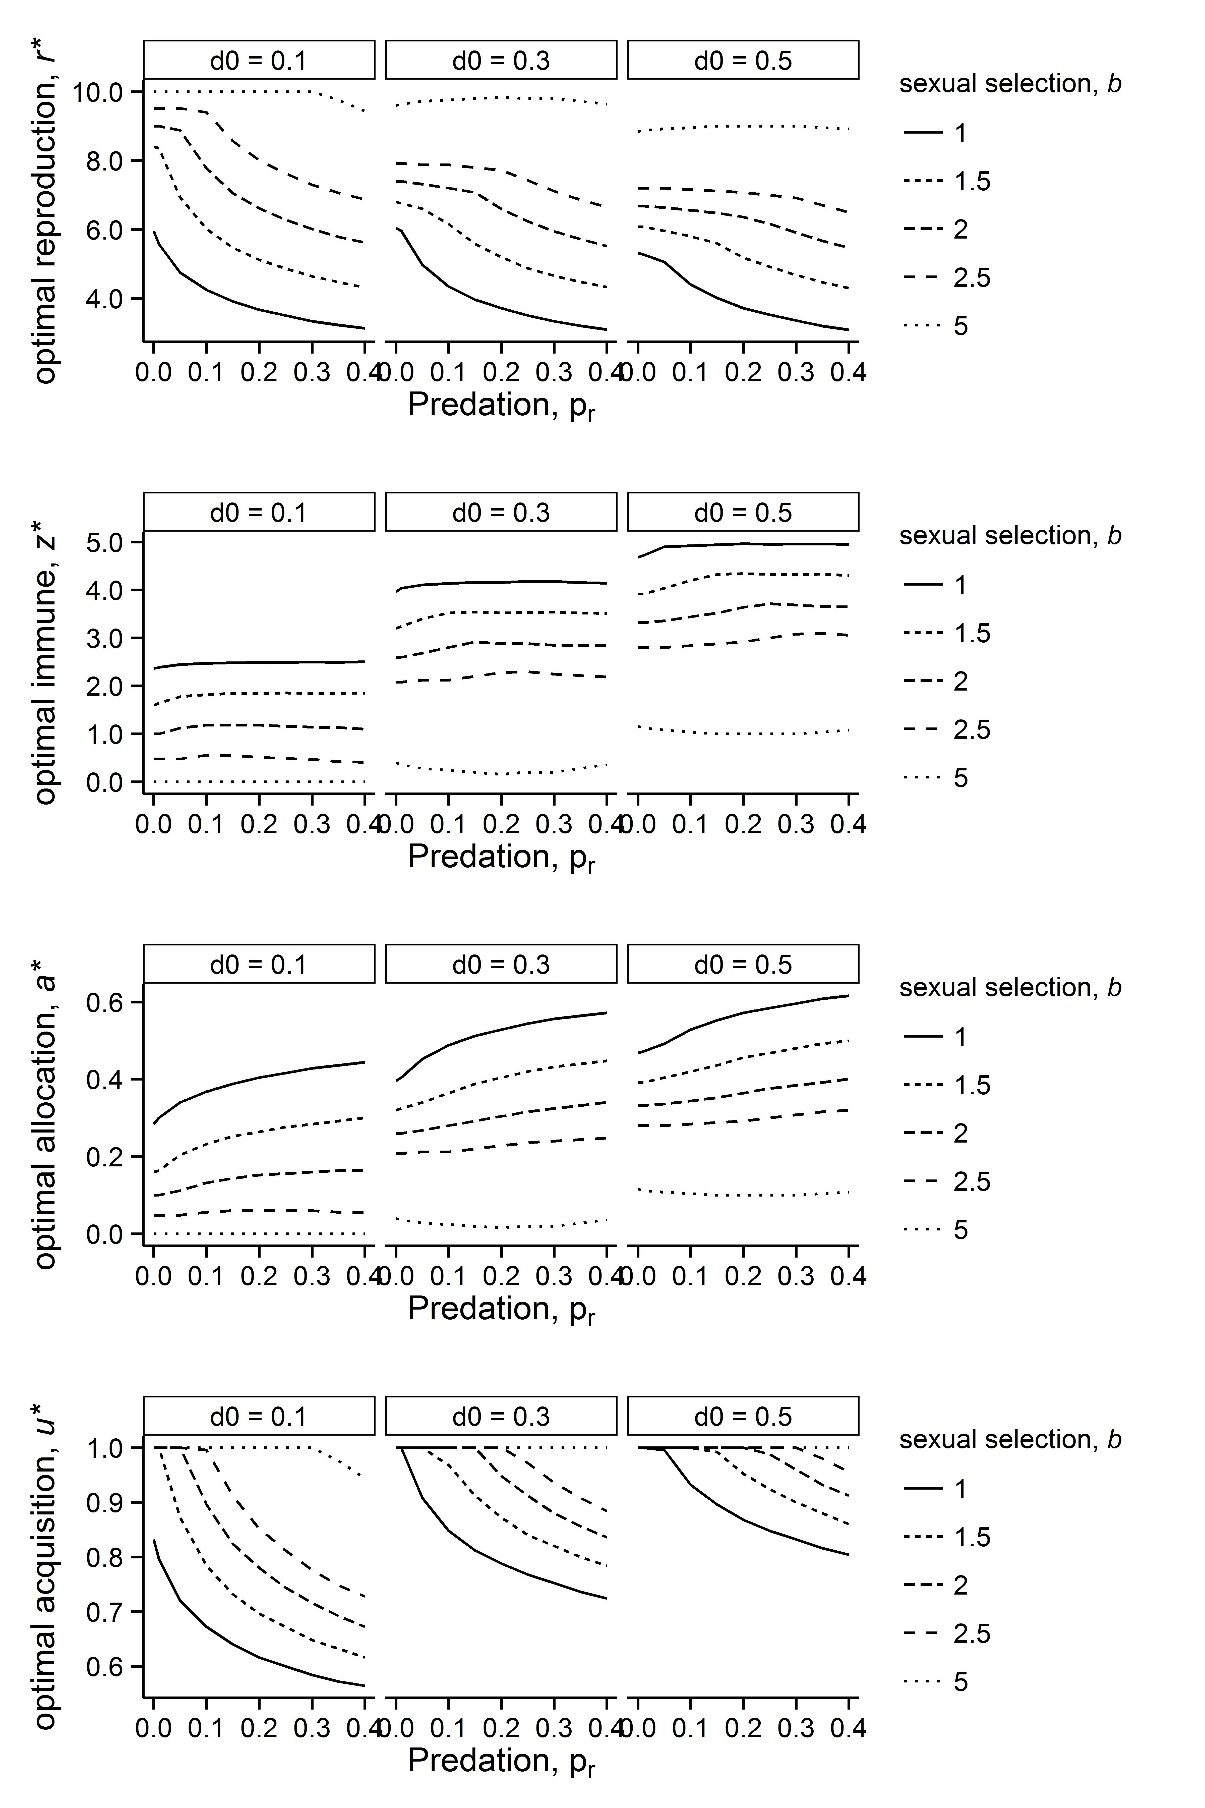 optimal reproduction, r*
d0 = 0.1 d0 = 0.3 d0 = 0.5
10.0
8.0
6.0
4.0
0.0 0.1 0.2 0.3 0.4 0.0 0.1 0.2 0.3 0.4 0.0 0.1 0.2 0.3 0.4
Predation, pr
sexual selection, b
1
1.5
2
2.5
5
optimal immune, z*
d0 = 0.1 d0 = 0.3 d0 = 0.5
5.0
4.0
3.0
2.0
1.0
0.0
0.0 0.1 0.2 0.3 0.4 0.0 0.1 0.2 0.3 0.4 0.0 0.1 0.2 0.3 0.4
Predation, pr
sexual selection, b
1
1.5
2
2.5
5
optimal allocation, a*
d0 = 0.1 d0 = 0.3 d0 = 0.5
0.6
0.4
0.2
0.0
0.0 0.1 0.2 0.3 0.4 0.0 0.1 0.2 0.3 0.4 0.0 0.1 0.2 0.3 0.4
Predation, pr
sexual selection, b
1
1.5
2
2.5
5
optimal acquisition, u*
d0 = 0.1 d0 = 0.3 d0 = 0.5
1.0
0.9
0.8
0.7
0.6
0.0 0.1 0.2 0.3 0.4 0.0 0.1 0.2 0.3 0.4 0.0 0.1 0.2 0.3 0.4
Predation, pr
sexual selection, b
1
1.5
2
2.5
5